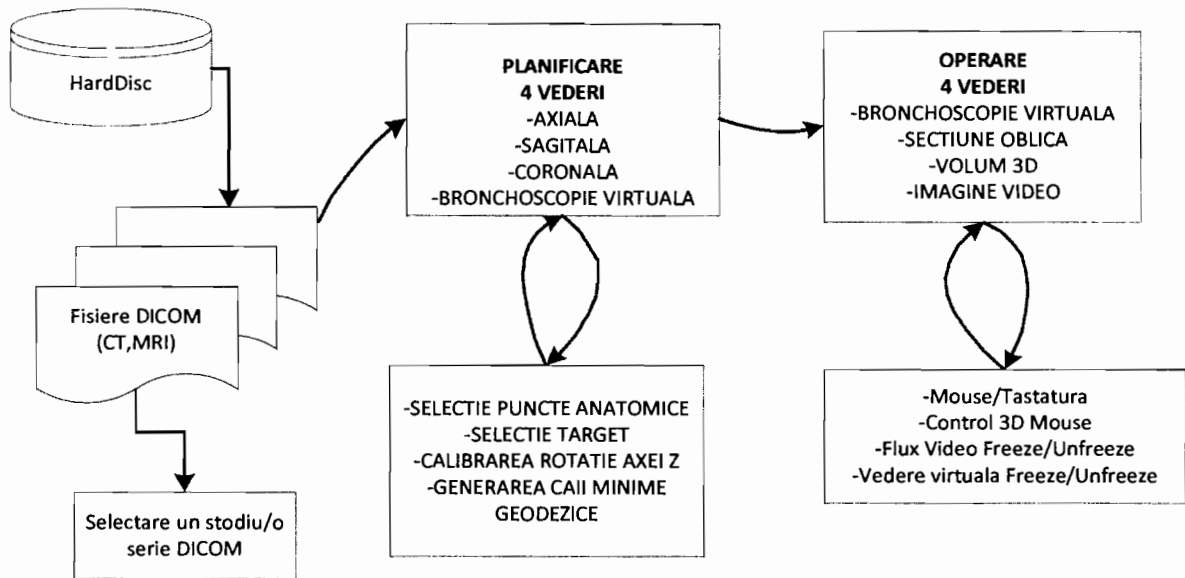 HardDisc
Fisiere DICOM
(CT,MRI)
Selectare un stodiu/o
serie DICOM
PLANIFICARE
4 VEDERI
-AXIALA
-SAGITALA
-CORONALA
-BRONCHOSCOPIE VIRTUALA
-SELECTIE PUNCTE ANATOMICE
-SELECTIE TARGET
-CALIBRAREA ROTATIE AXEI Z
-GENERAREA CAII MINIME
GEODEZICE
OPERARE
4 VEDERI
-BRONCHOSCOPIE VIRTUALA
-SECTIUNE OBLICA
-VOLUM 3D
-IMAGINE VIDEO
-Mouse/Tastatura
-Control 3D Mouse
-Flux Video Freeze/Unfreeze
-Vedere virtuala Freeze/Unfreeze